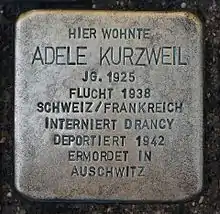 HIER WOHNTE
ADELE KURZWEIL
JG. 1925
FLUCHT 1938
SCHWEIZ/FRANKREICH
INTERNIERT DRANCY
DEPORTIERT 1942
ERMORDET IN
AUSCHWITZ